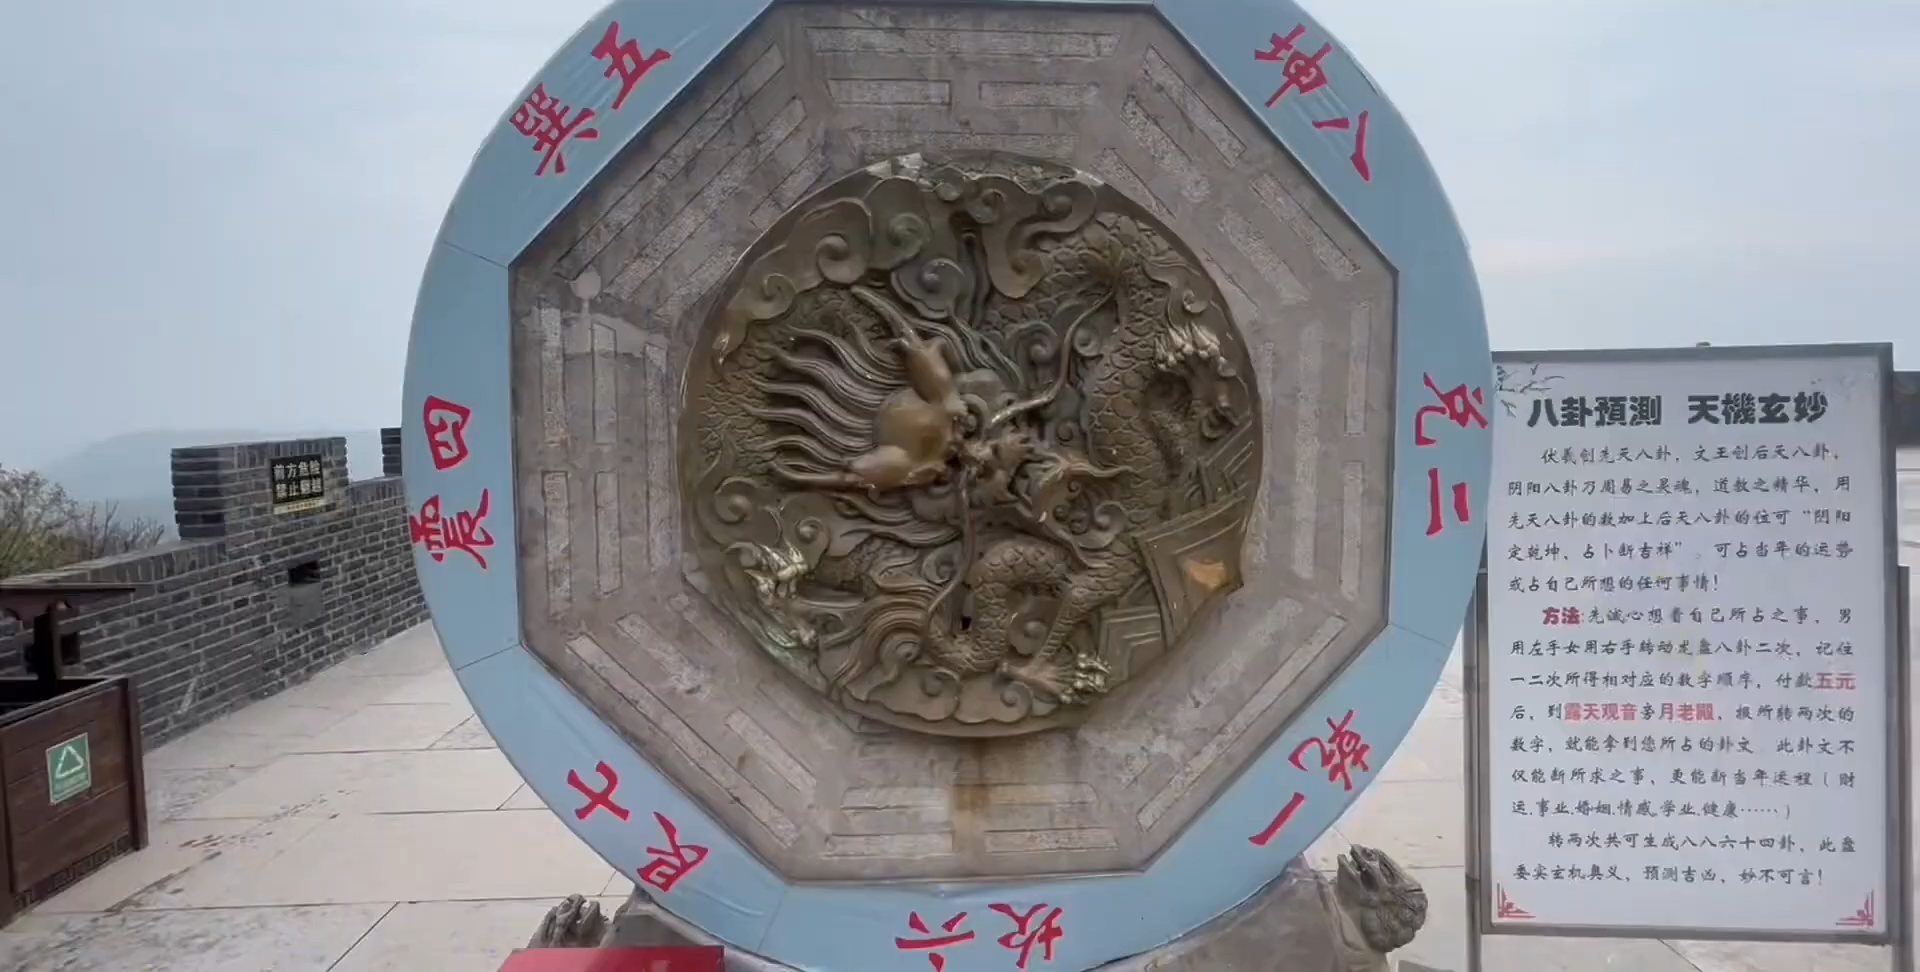 巽五
坤八
震四
兑二
艮七
乾一
坎六
前方危险
禁止攀越
八卦預測 天機玄妙
伏羲创先天八卦，文王创后天八卦，
阴阳八卦乃周易之灵魂，道教之精华，用
先天八卦的数加上后天八卦的位可“阴阳
定乾坤、占卜断吉祥”。可占当年的运势
或占自己所想的任何事情！
方法:先诚心想着自己所占之事，男
用左手女用右手转动龙盘八卦二次，记住
一二次所得相对应的数字顺序，付款五元
后，到露天观音旁月老殿、报所转两次的
数字，就能拿到您所占的卦文 此卦文不
仅能断所求之事，更能断当年运程（财
运.事业.婚姻.情感.学业.健康……）
转两次共可生成八八六十四卦，此盘
委实玄机奥义，預测吉凶，妙不可言！